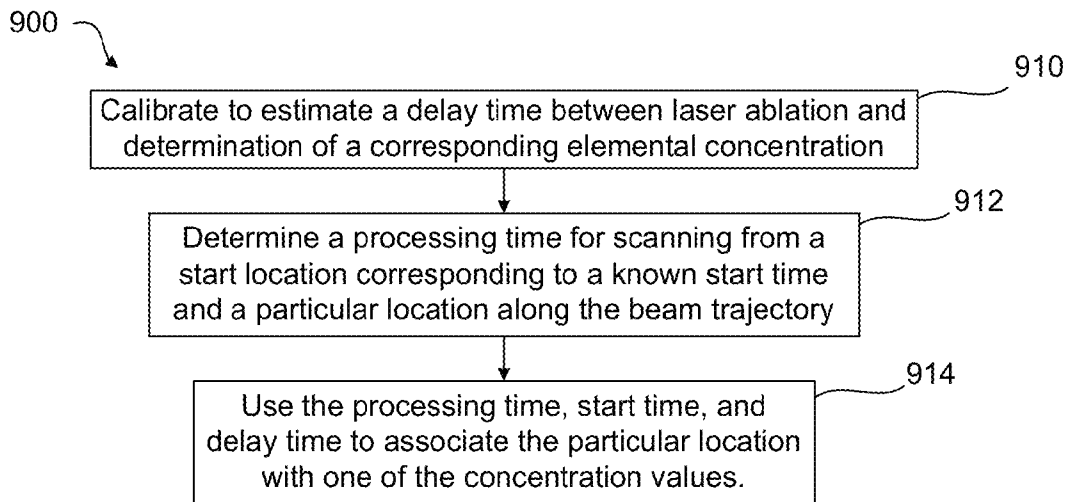 900
910
Calibrate to estimate a delay time between laser ablation and
determination of a corresponding elemental concentration
912
Determine a processing time for scanning from a
start location corresponding to a known start time
and a particular location along the beam trajectory
914
Use the processing time, start time, and
delay time to associate the particular location
with one of the concentration values.